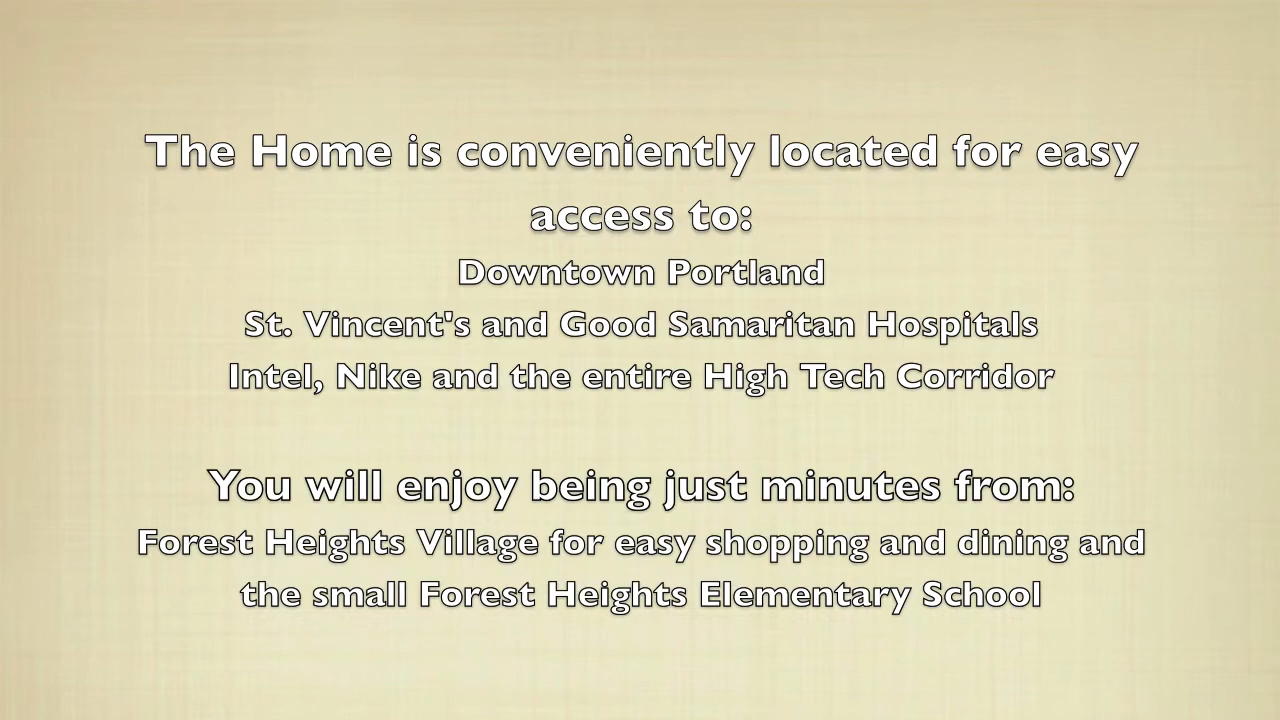 The Home is conveniently located for easy
access to:
Downtown Portland
St. Vincent's and Good Samaritan Hospitals
Intel, Nike and the entire High Tech Corridor
You will enjoy being just minutes from:
Forest Heights Village for easy shopping and dining and
the small Forest Heights Elementary School